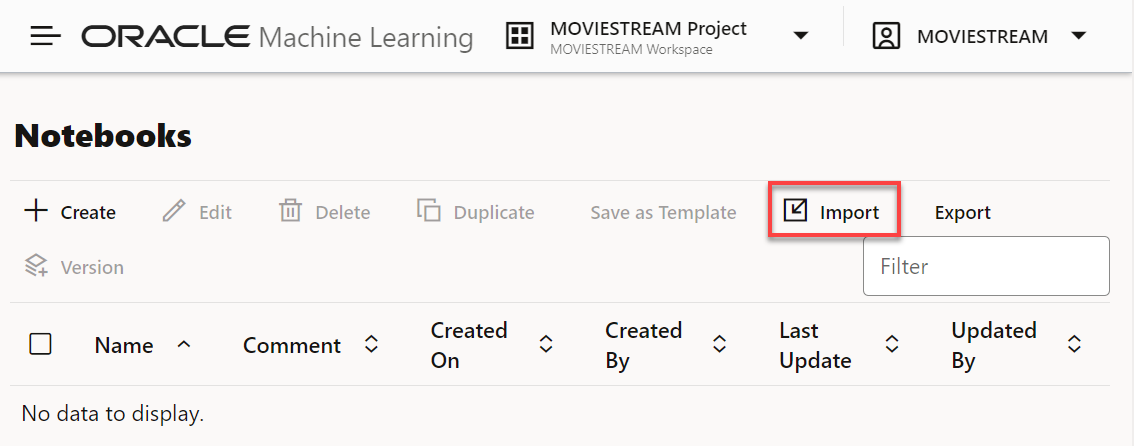 ORACLE Machine Learning MOVIESTREAM Project MOVIESTREAM
MOVIESTREAM Workspace
Notebooks
Create Edit Delete Duplicate Save as Template Import Export
Version Filter
Name Comment Created On Created By Last Update Updated By
No data to display.